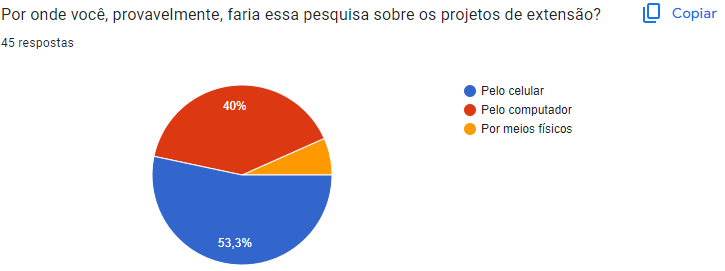 Por onde você, provavelmente, faria essa pesquisa sobre os projetos de extensão?
Copiar
45 respostas
40%
53,3%
Pelo celular
Pelo computador
Por meios físicos